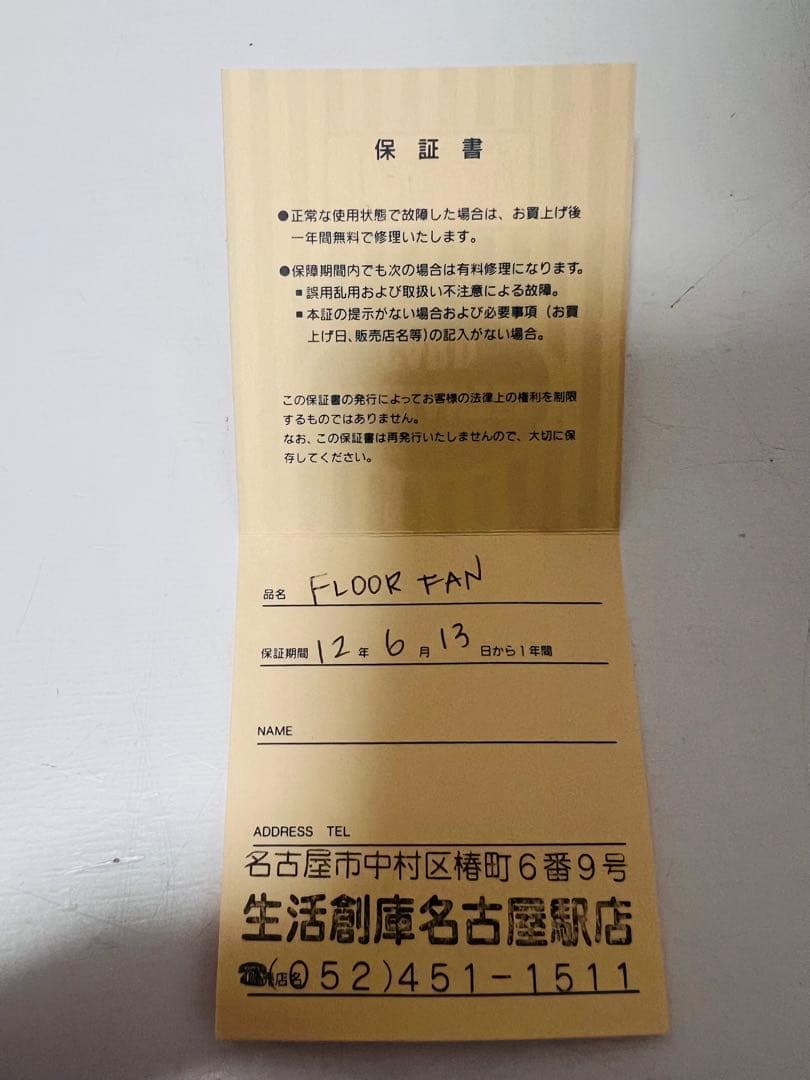 保証書
●正常な使用状態で故障した場合は、お買上げ後
一年間無料で修理いたします。
●保障期間内でも次の場合は有料修理になります。
■誤用乱用および取扱い不注意による故障。
■本証の提示がない場合および必要事項（お買
上げ日、販売店名等）の記入がない場合。
この保証書の発行によってお客様の法律上の権利を制限
するものではありません。
なお、この保証書は再発行いたしませんので、大切に保
存してください。
品名 FLOOR FAN
保証期間 12 年 6 月 13 日から1年間
NAME
ADDRESS TEL
名古屋市中村区椿町6番9号
生活創庫名古屋駅店
☎(052)451-1511